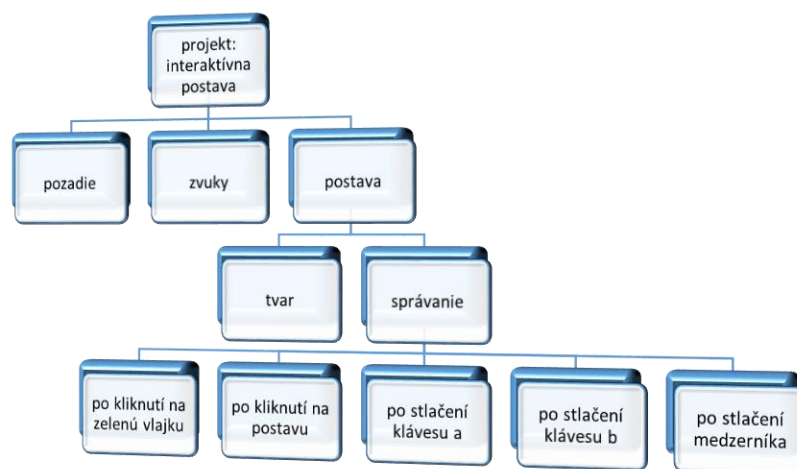 projekt:
interaktívna
postava
pozadie
zvuky
postava
tvar
správanie
po kliknutí na
zelenú vlajku
po kliknutí na
postavu
po stlačení
klávesu a
po stlačení
klávesu b
po stlačení
medzerníka